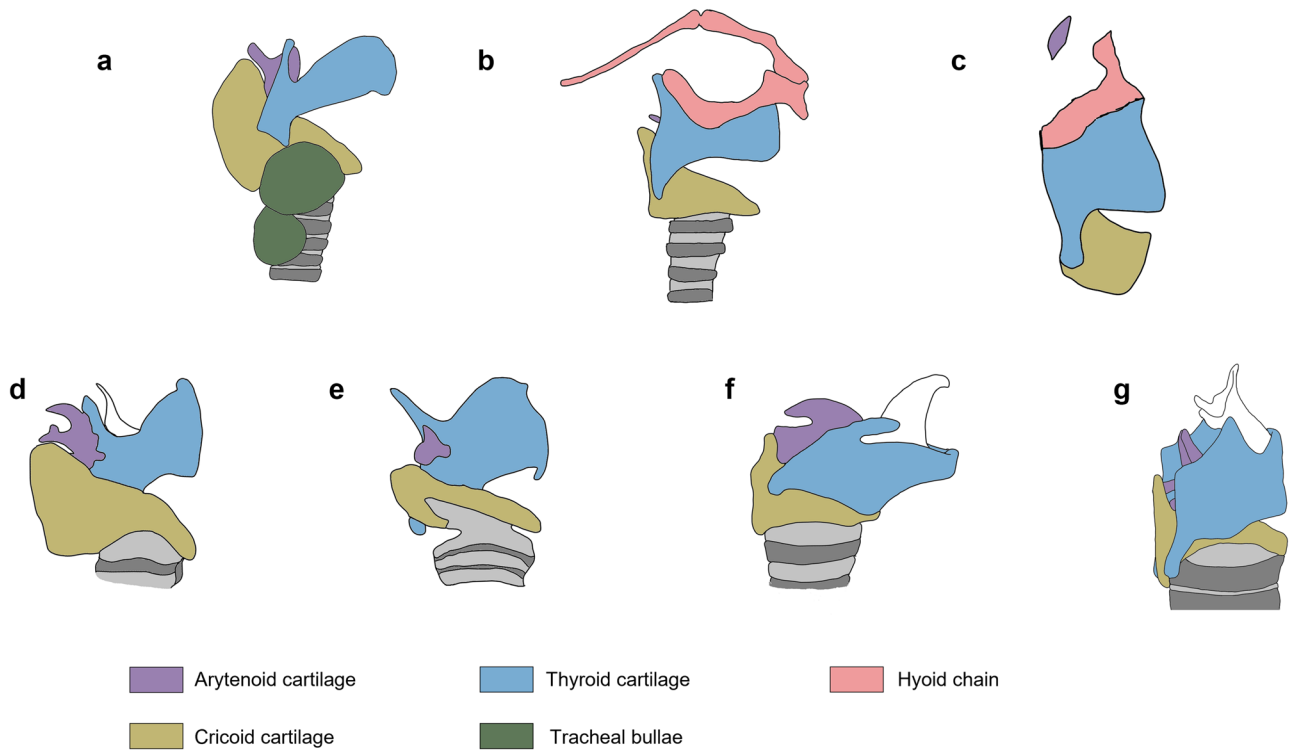 a
b
c
d
e
f
g
Arytenoid cartilage
Thyroid cartilage
Hyoid chain
Cricoid cartilage
Tracheal bullae